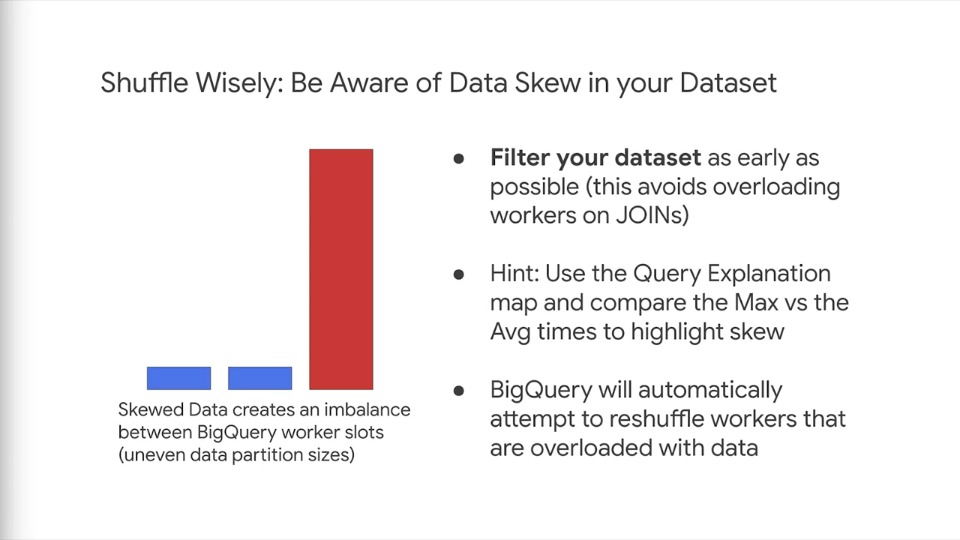 Shuffle Wisely: Be Aware of Data Skew in your Dataset
Skewed Data creates an imbalance
between BigQuery worker slots
(uneven data partition sizes)
● Filter your dataset as early as
possible (this avoids overloading
workers on JOINs)
● Hint: Use the Query Explanation
map and compare the Max vs the
Avg times to highlight skew
● BigQuery will automatically
attempt to reshuffle workers that
are overloaded with data